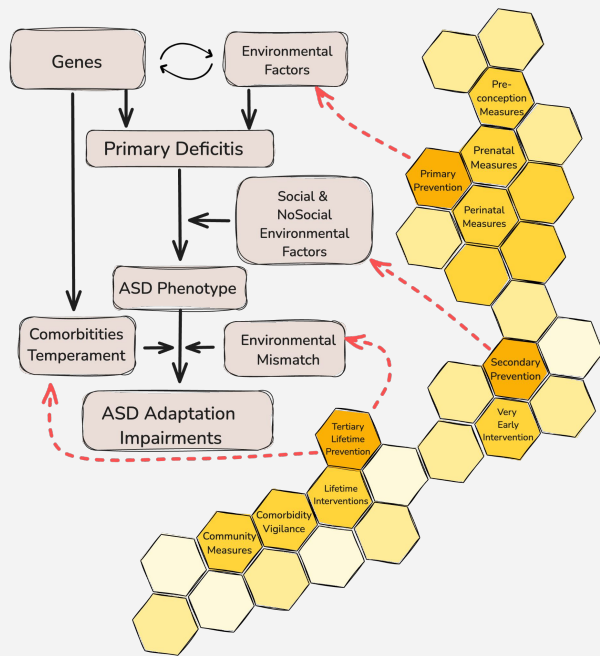 Genes
Environmental
Factors
Primary Deficitis
Social &
NoSocial
Environmental
Factors
ASD Phenotype
Comorbtities
Temperament
Environmental
Mismatch
ASD Adaptation
Impairments
Pre-
conception
Measures
Prenatal
Measures
Primary
Prevention
Perinatal
Measures
Secondary
Prevention
Very
Early
Intervention
Tertiary
Lifetime
Prevention
Lifetime
Interventions
Comorbidity
Vigilance
Community
Measures